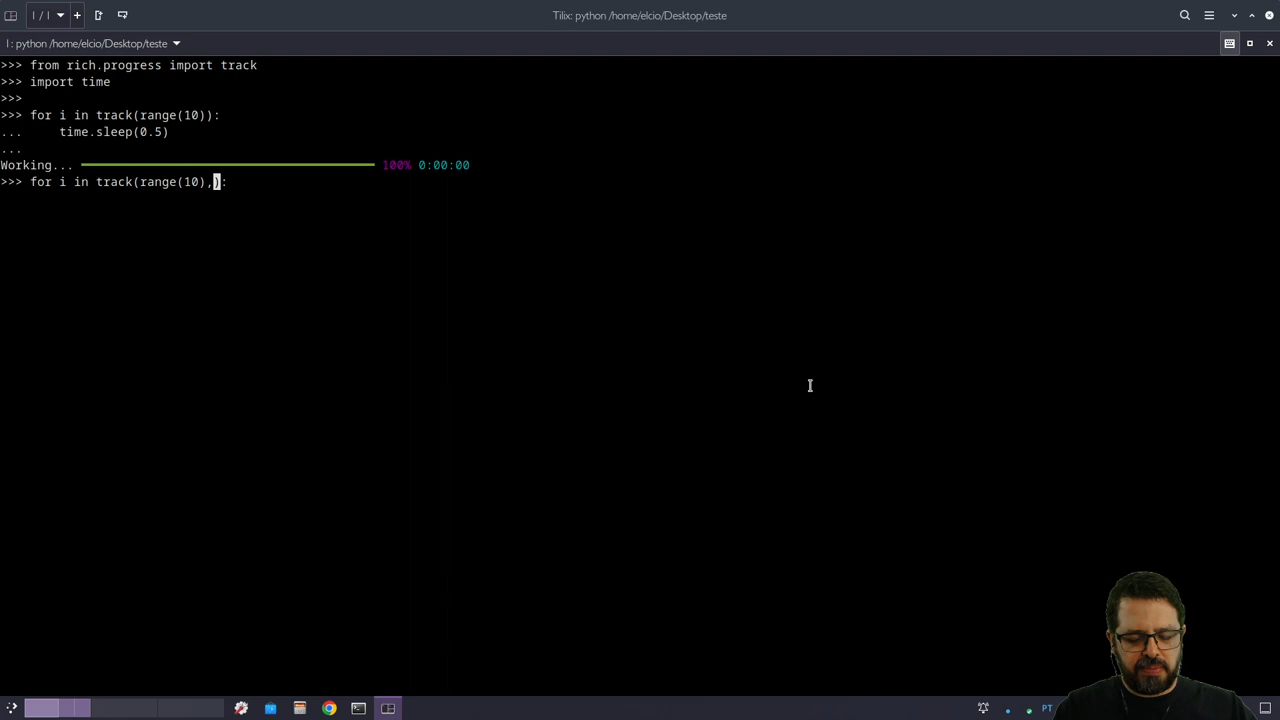 1 / 1
Tilix: python /home/elcio/Desktop/teste
1: python /home/elcio/Desktop/teste
>>> from rich.progress import track
>>> import time
>>>
>>> for i in track(range(10)):
...     time.sleep(0.5)
...
Working... 100% 0:00:00
>>> for i in track(range(10),):
PT